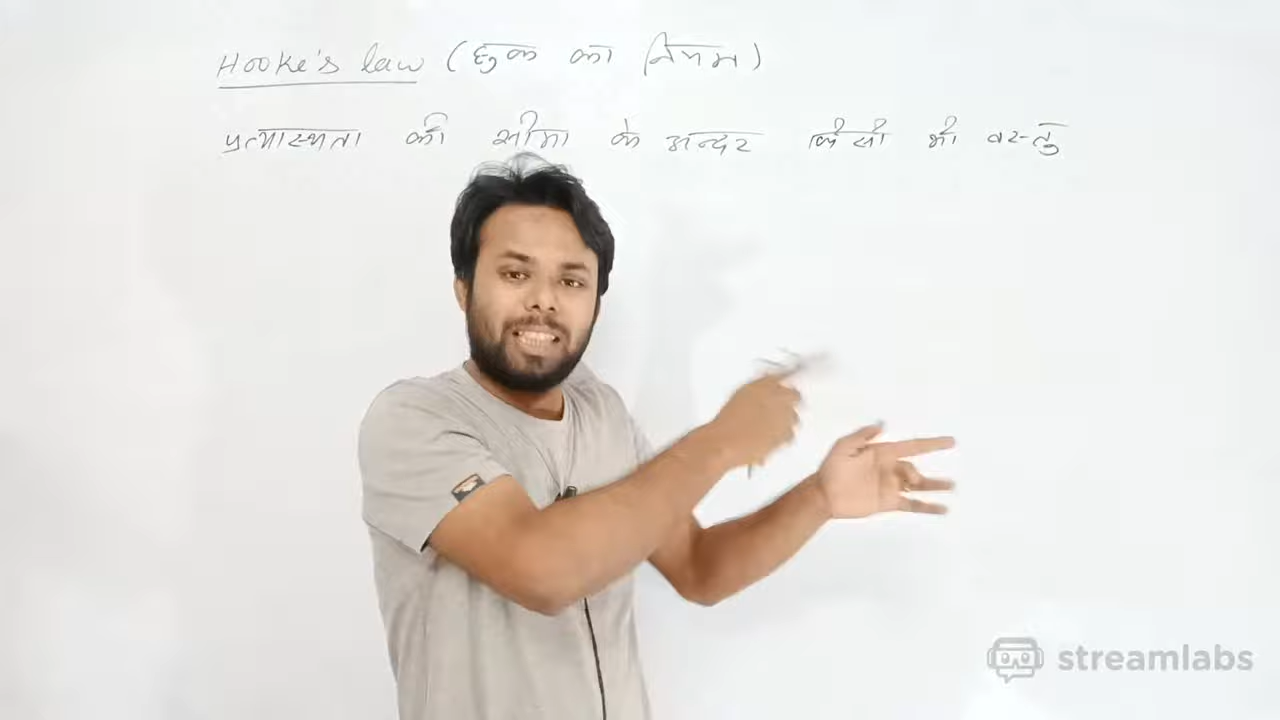 Hooke's law (हुक का नियम)
प्रत्यास्थता की सीमा के अन्दर किसी भी वस्तु
streamlabs